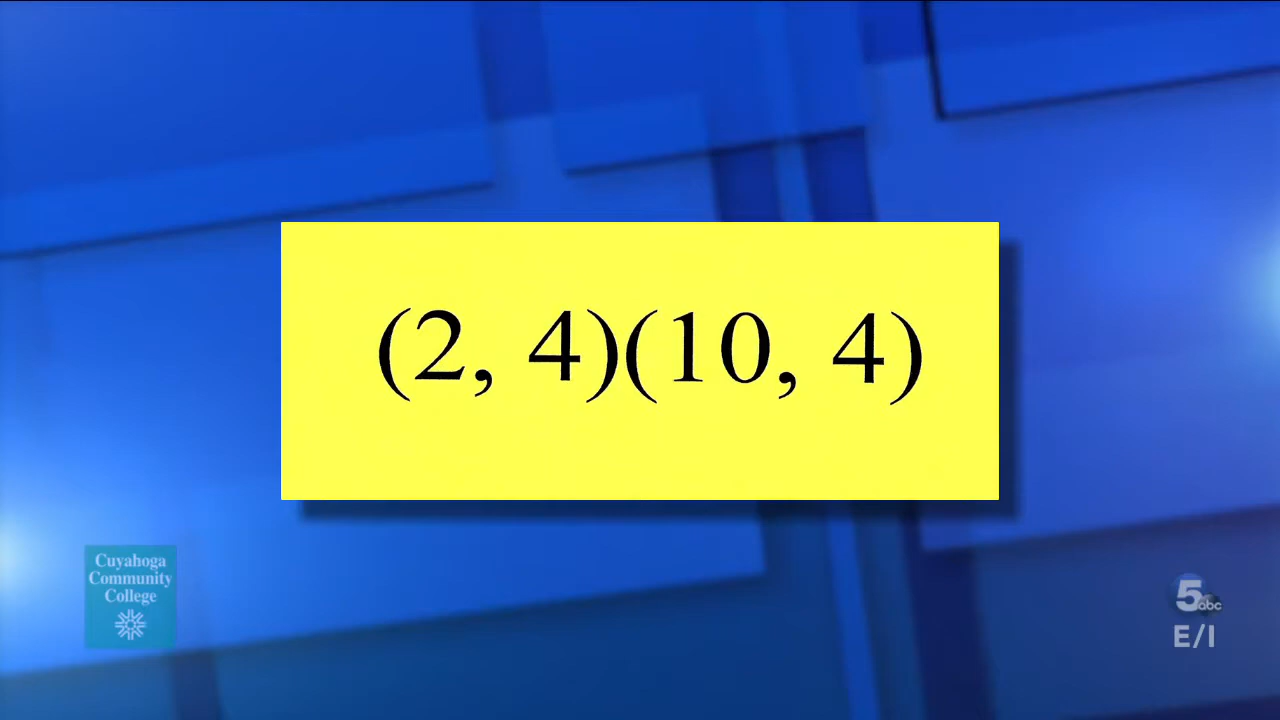 (2, 4)(10, 4)
Cuyahoga
Community
College
5abc
E/I